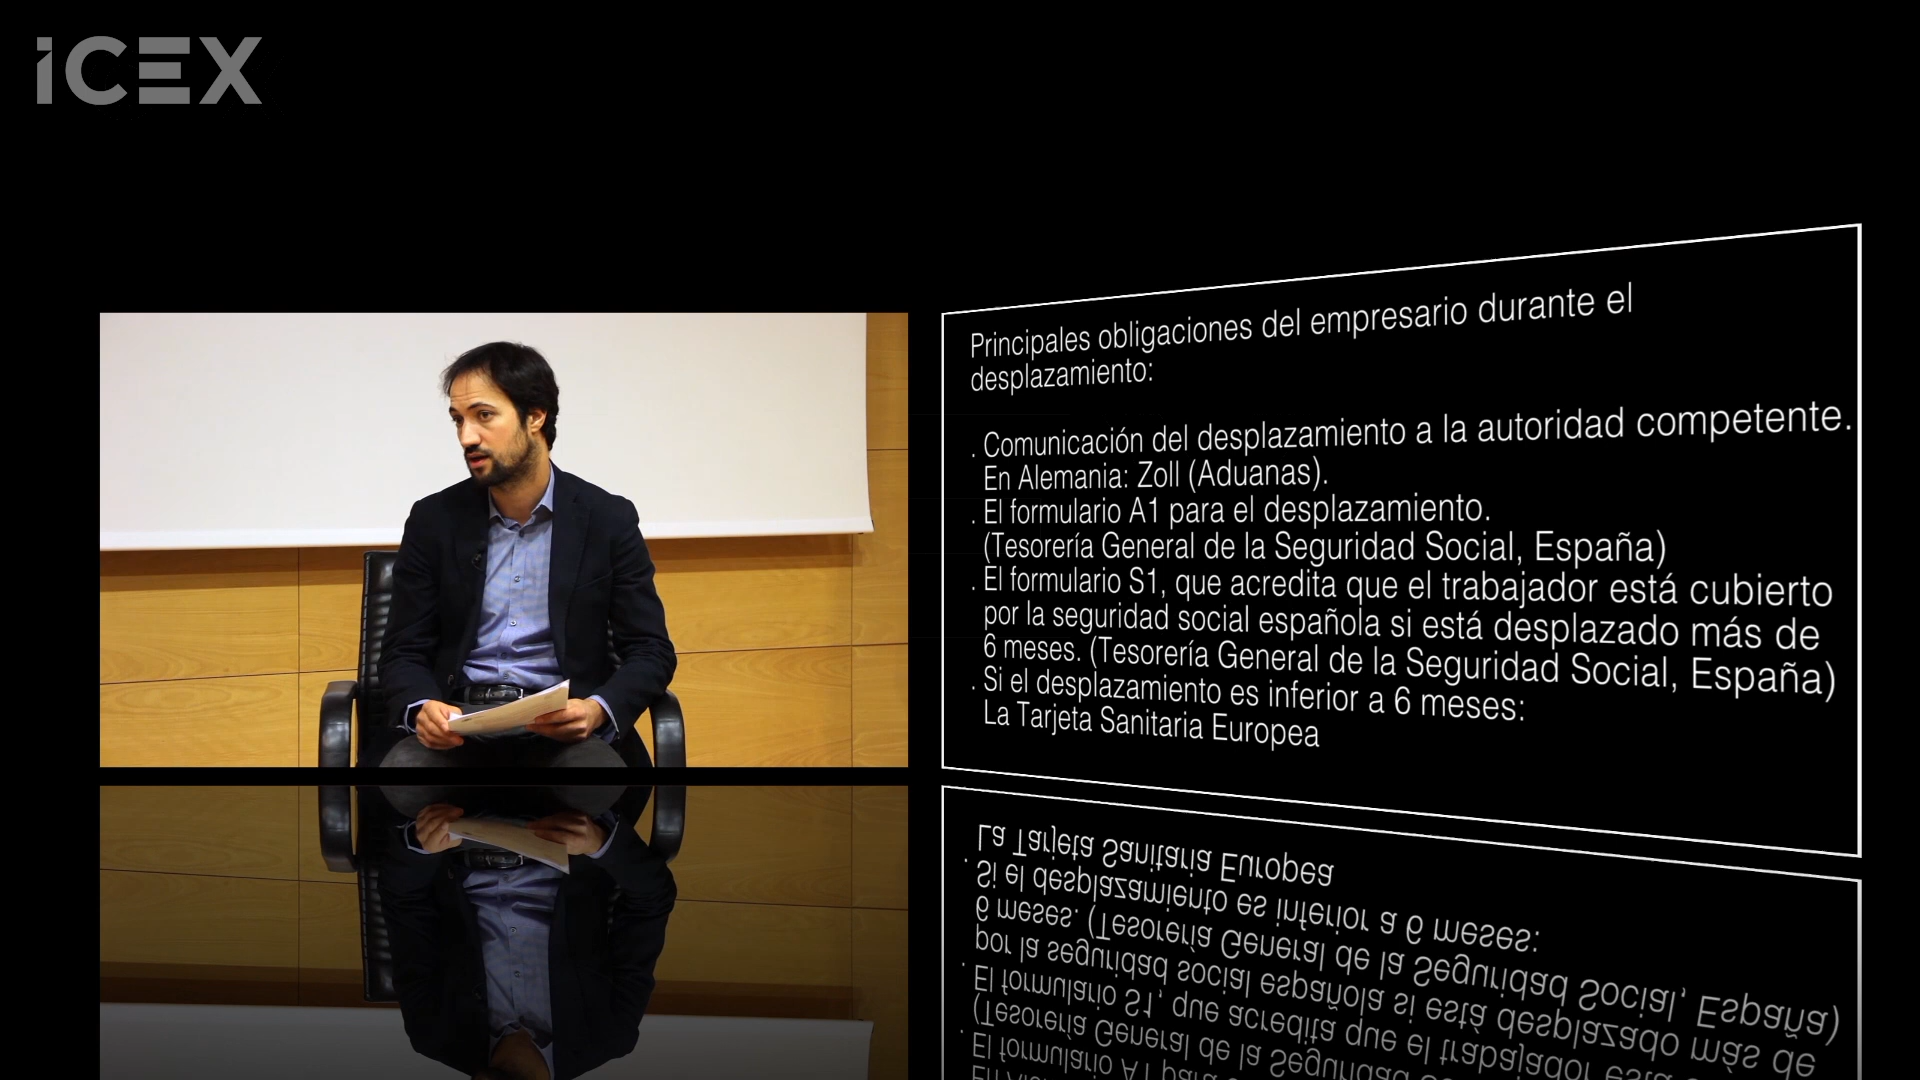 iCEX
Principales obligaciones del empresario durante el
desplazamiento:
. Comunicación del desplazamiento a la autoridad competente.
En Alemania: Zoll (Aduanas).
. El formulario A1 para el desplazamiento.
(Tesorería General de la Seguridad Social, España)
. El formulario S1, que acredita que el trabajador está cubierto
por la seguridad social española si está desplazado más de
6 meses. (Tesorería General de la Seguridad Social, España)
. Si el desplazamiento es inferior a 6 meses:
La Tarjeta Sanitaria Europea